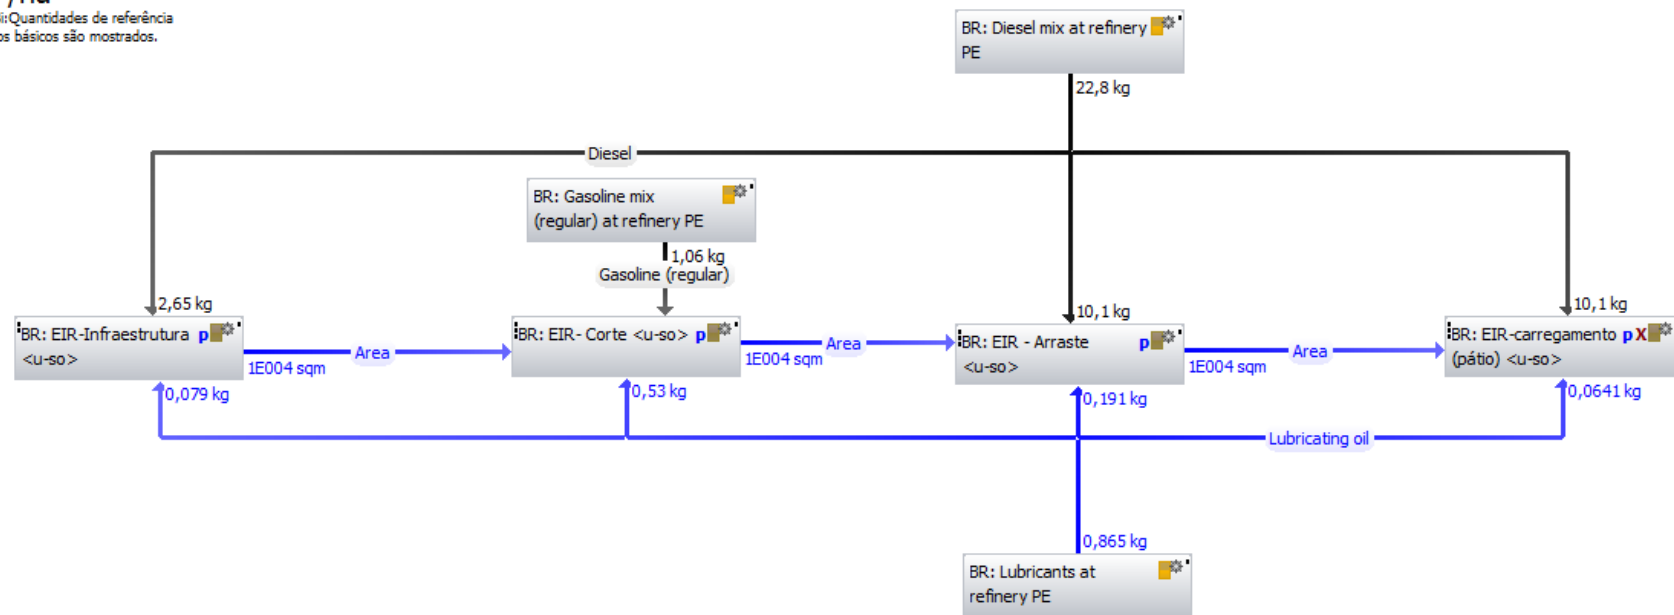 /ha
Quantidades de referência
os básicos são mostrados.
BR: Diesel mix at refinery
PE
22,8 kg
Diesel
BR: Gasoline mix
(regular) at refinery PE
1,06 kg
Gasoline (regular)
2,65 kg
10,1 kg
10,1 kg
BR: EIR-Infraestrutura p
<u-so>
BR: EIR- Corte <u-so> p
BR: EIR - Arraste p
<u-so>
BR: EIR-carregamento p X
(pátio) <u-so>
Area
1E004 sqm
Area
1E004 sqm
Area
1E004 sqm
0,079 kg
0,53 kg
0,191 kg
0,0641 kg
Lubricating oil
0,865 kg
BR: Lubricants at
refinery PE